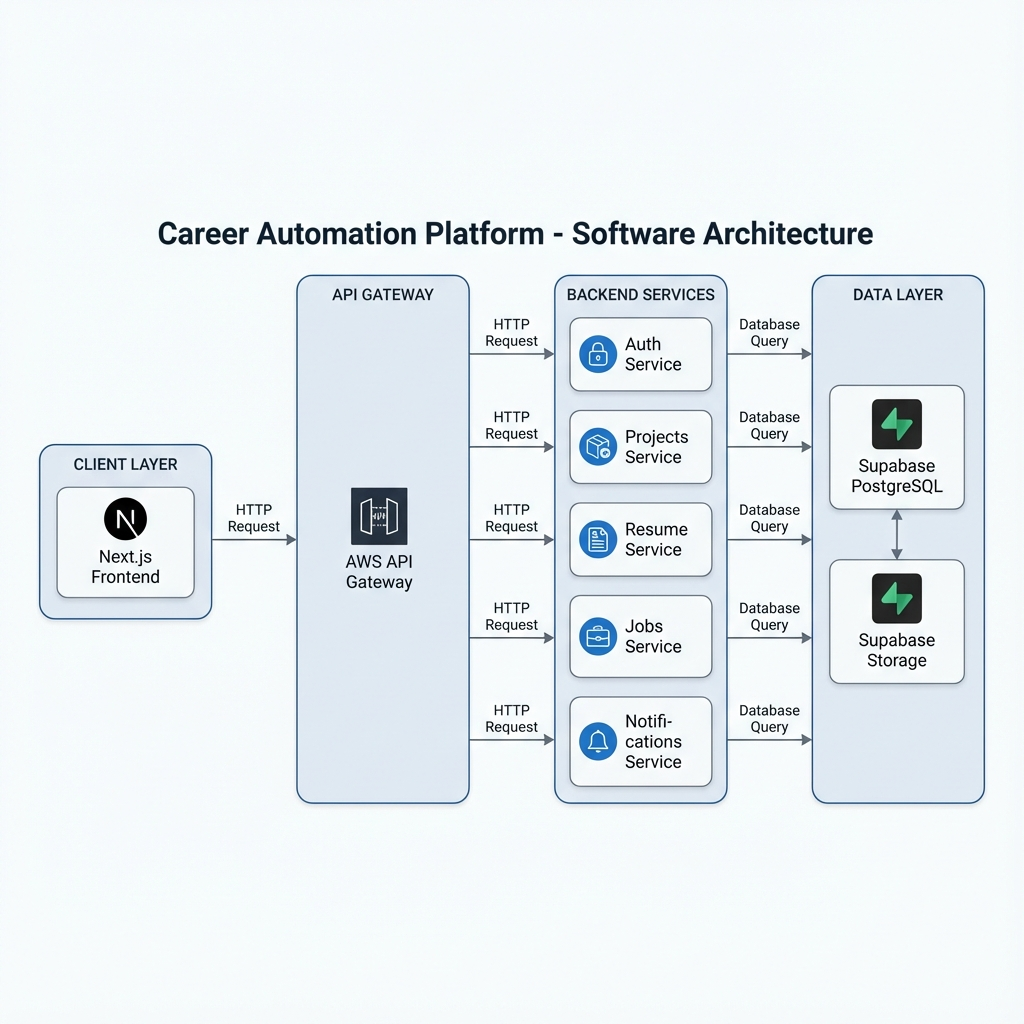 Career Automation Platform - Software Architecture
CLIENT LAYER
Next.js
Frontend
HTTP
Request
API GATEWAY
AWS API
Gateway
HTTP
Request
HTTP
Request
HTTP
Request
HTTP
Request
HTTP
Request
BACKEND SERVICES
Auth
Service
Projects
Service
Resume
Service
Jobs
Service
Notifi-
cations
Service
Database
Query
Database
Query
Database
Query
Database
Query
Database
Query
DATA LAYER
Supabase
PostgreSQL
Supabase
Storage